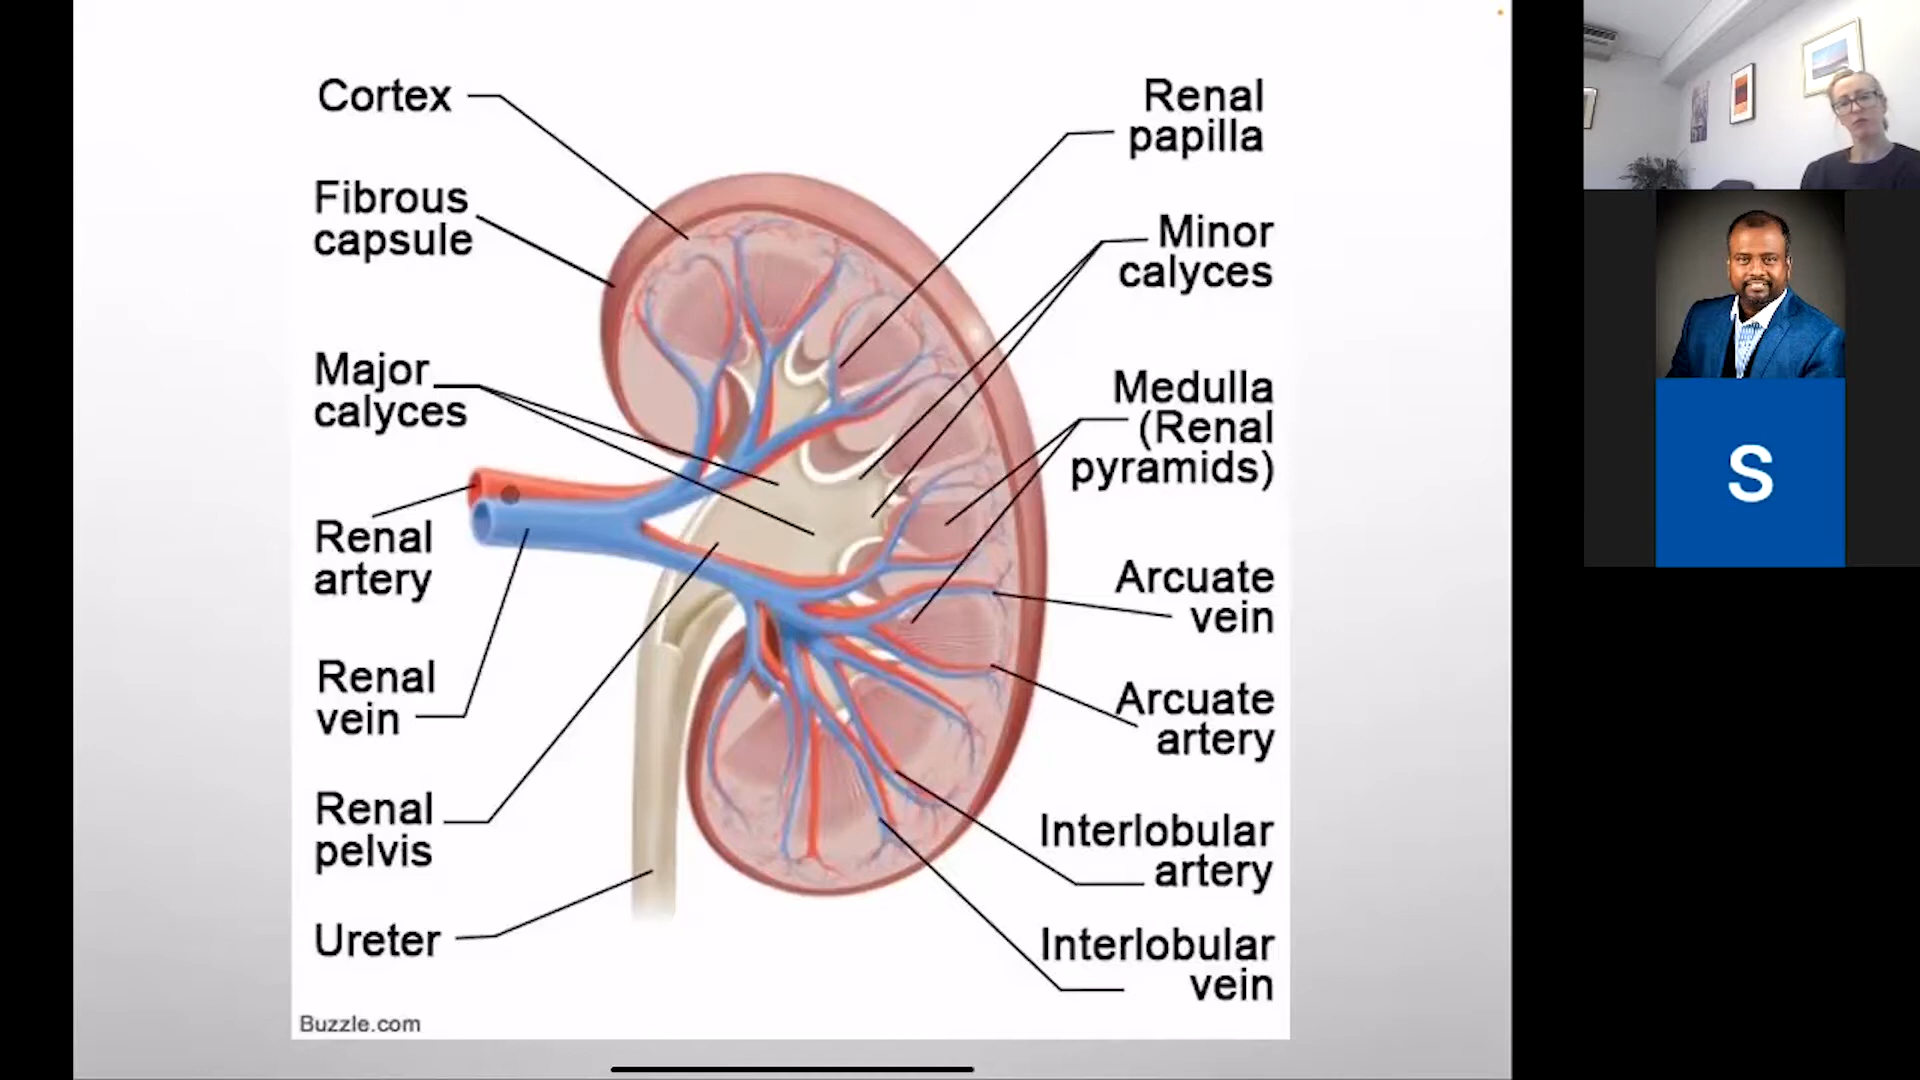 Cortex
Fibrous
capsule
Major
calyces
Renal
artery
Renal
vein
Renal
pelvis
Ureter
Renal
papilla
Minor
calyces
Medulla
(Renal
pyramids)
Arcuate
vein
Arcuate
artery
Interlobular
artery
Interlobular
vein
Buzzle.com
S